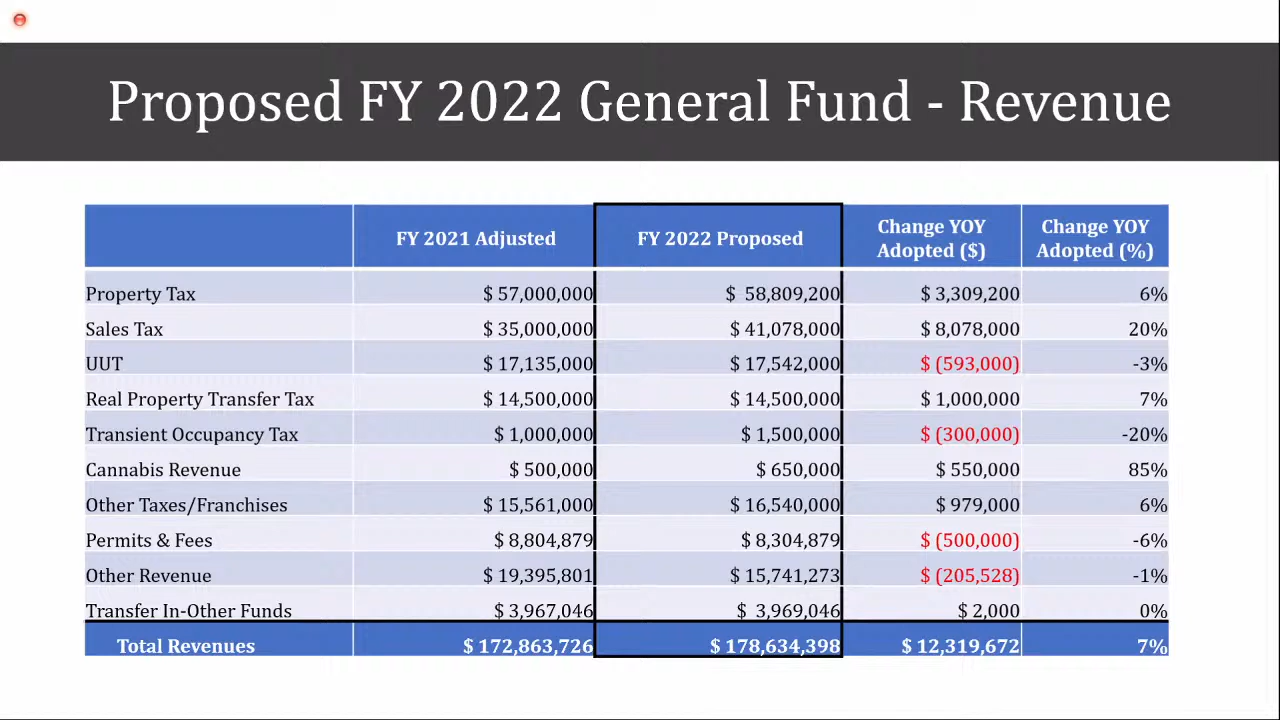 Proposed FY 2022 General Fund - Revenue
FY 2021 Adjusted FY 2022 Proposed Change YOY Adopted ($) Change YOY Adopted (%)
Property Tax $ 57,000,000 $ 58,809,200 $ 3,309,200 6%
Sales Tax $ 35,000,000 $ 41,078,000 $ 8,078,000 20%
UUT $ 17,135,000 $ 17,542,000 $ (593,000) -3%
Real Property Transfer Tax $ 14,500,000 $ 14,500,000 $ 1,000,000 7%
Transient Occupancy Tax $ 1,000,000 $ 1,500,000 $ (300,000) -20%
Cannabis Revenue $ 500,000 $ 650,000 $ 550,000 85%
Other Taxes/Franchises $ 15,561,000 $ 16,540,000 $ 979,000 6%
Permits & Fees $ 8,804,879 $ 8,304,879 $ (500,000) -6%
Other Revenue $ 19,395,801 $ 15,741,273 $ (205,528) -1%
Transfer In-Other Funds $ 3,967,046 $ 3,969,046 $ 2,000 0%
Total Revenues $ 172,863,726 $ 178,634,398 $ 12,319,672 7%